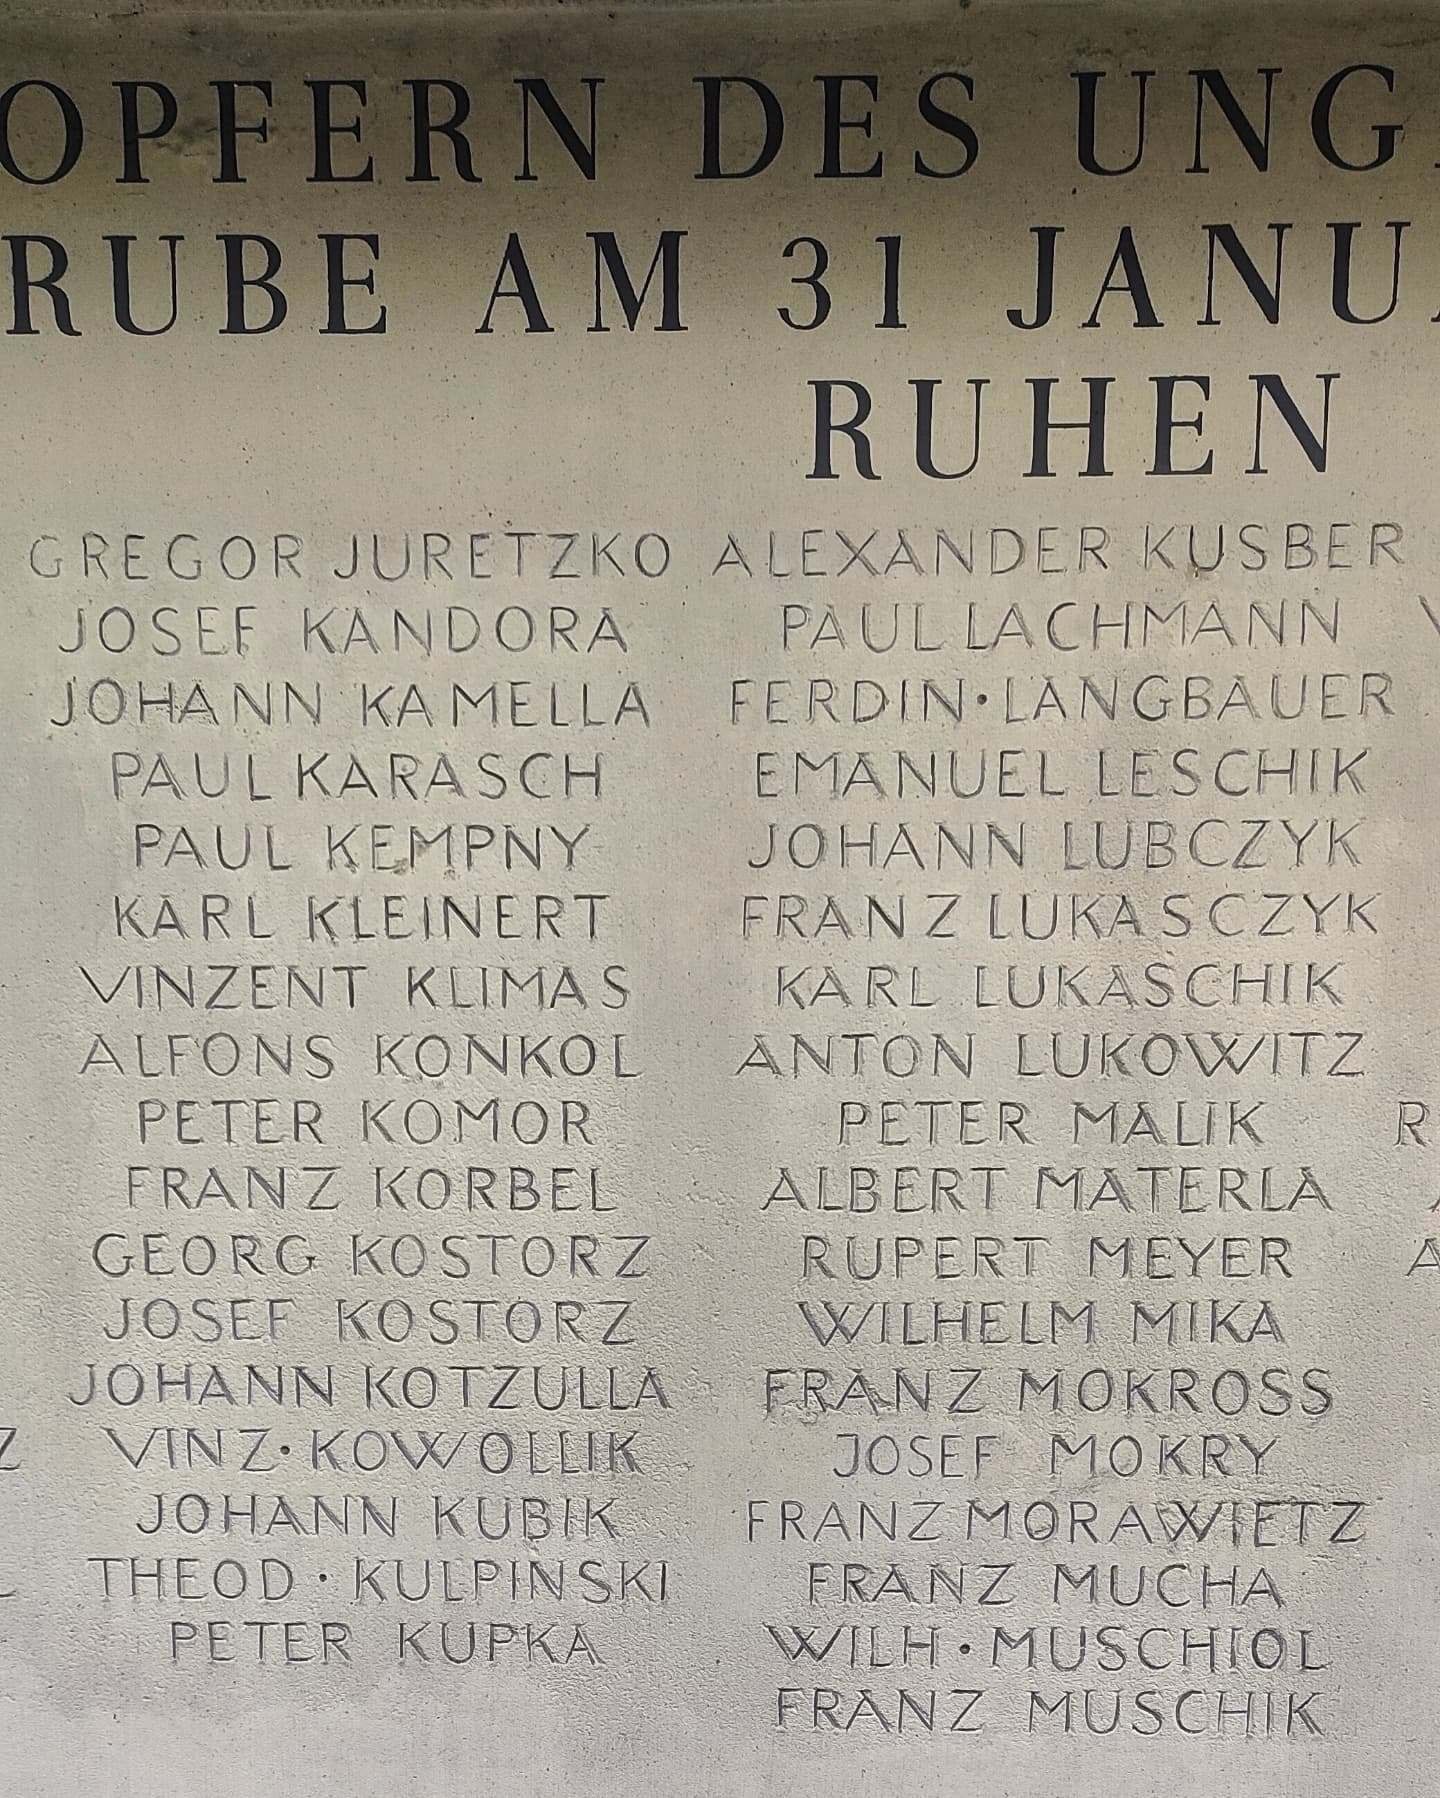 OPFERN DES UNG
RUBE AM 31 JANU
RUHEN
GREGOR JURETZKO
JOSEF KANDORA
JOHANN KAMELLA
PAUL KARASCH
PAUL KEMPNY
KARL KLEINERT
VINZENT KLIMAS
ALFONS KONKOL
PETER KOMOR
FRANZ KORBEL
GEORG KOSTORZ
JOSEF KOSTORZ
JOHANN KOTZULLA
VINZ· KOWOLLIK
JOHANN KUBIK
THEOD· KULPINSKI
PETER KUPKA
ALEXANDER KUSBER
PAUL LACHMANN
FERDIN· LANGBAUER
EMANUEL LESCHIK
JOHANN LUBCZYK
FRANZ LUKASCZYK
KARL LUKASCHIK
ANTON LUKOWITZ
PETER MALIK
ALBERT MATERLA
RUPERT MEYER
WILHELM MIKA
FRANZ MOKROSS
JOSEF MOKRY
FRANZ MORAWIETZ
FRANZ MUCHA
WILH· MUSCHIOL
FRANZ MUSCHIK